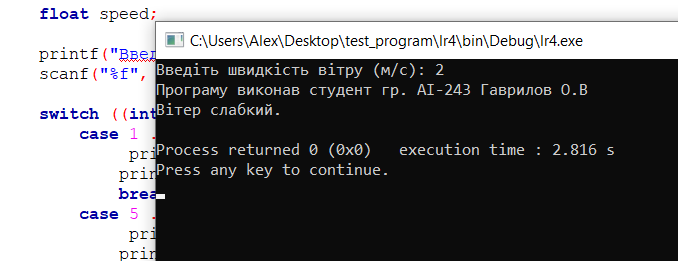 float speed;
C:\Users\Alex\Desktop\test_program\lr4\bin\Debug\lr4.exe
printf("Введ
scanf("%f",
Введіть швидкість вітру (м/с): 2
Програму виконав студент гр. АІ-243 Гаврилов О.В
Вітер слабкий.
switch ((int
case 1 .
pri
prin
brea
case 5 .
pri
prin
Process returned 0 (0x0)   execution time : 2.816 s
Press any key to continue.